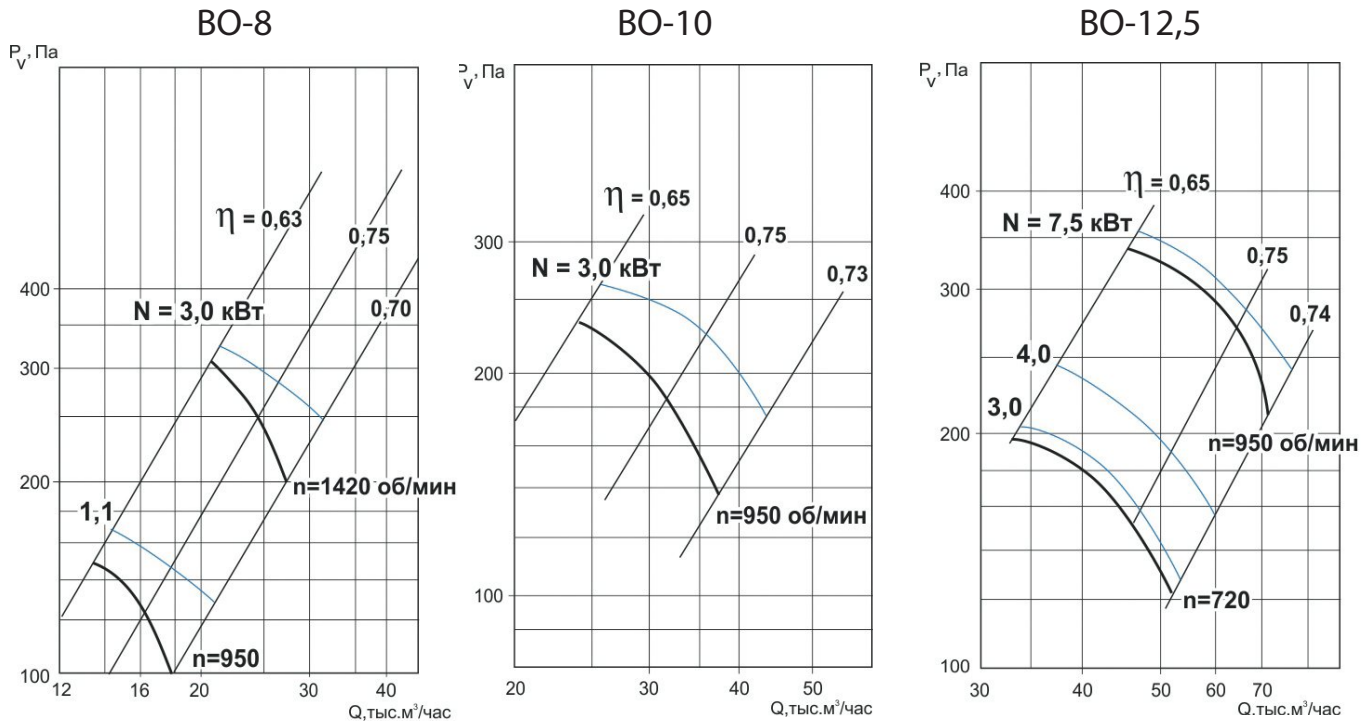 ВО-8
P_v, Па
η = 0,63
0,75
400
N = 3,0 кВт
0,70
300
200
n=1420 об/мин
1,1
n=950
100
12 16 20 30 40
Q,тыс.м³/час
ВО-10
P_v, Па
η = 0,65
0,75
300
N = 3,0 кВт
0,73
200
n=950 об/мин
100
20 30 40 50
Q,тыс.м³/час
ВО-12,5
P_v, Па
400
η = 0,65
N = 7,5 кВт
0,75
300
0,74
4,0
3,0
200
n=950 об/мин
n=720
100
30 40 50 60 70
Q,тыс.м³/час